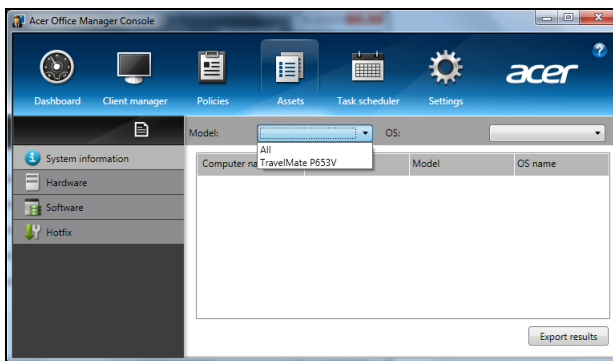 Acer Office Manager Console
?
acer
Dashboard Client manager Policies Assets Task scheduler Settings
Model: OS:
All
TravelMate P653V
System information
Hardware
Software
Hotfix
Computer na Model OS name
Export results